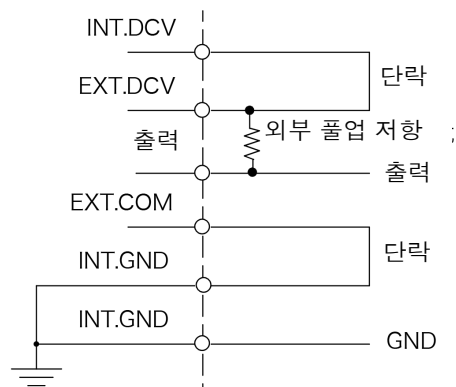 INT.DCV
단락
EXT.DCV
외부 풀업 저항
출력
출력
EXT.COM
단락
INT.GND
INT.GND
GND